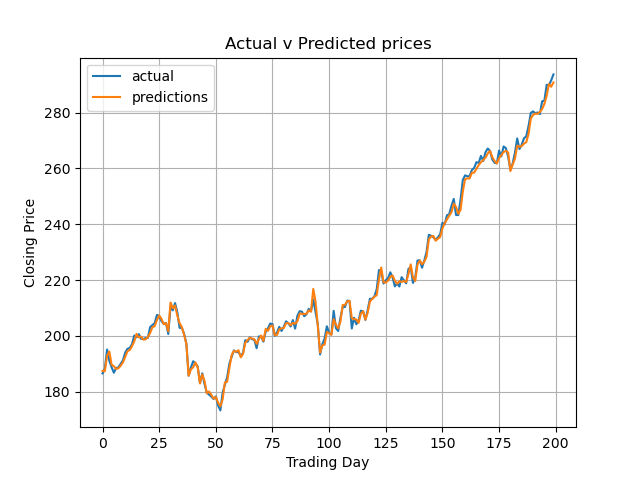 Actual v Predicted prices
actual
predictions
Closing Price
280
260
240
220
200
180
0 25 50 75 100 125 150 175 200
Trading Day